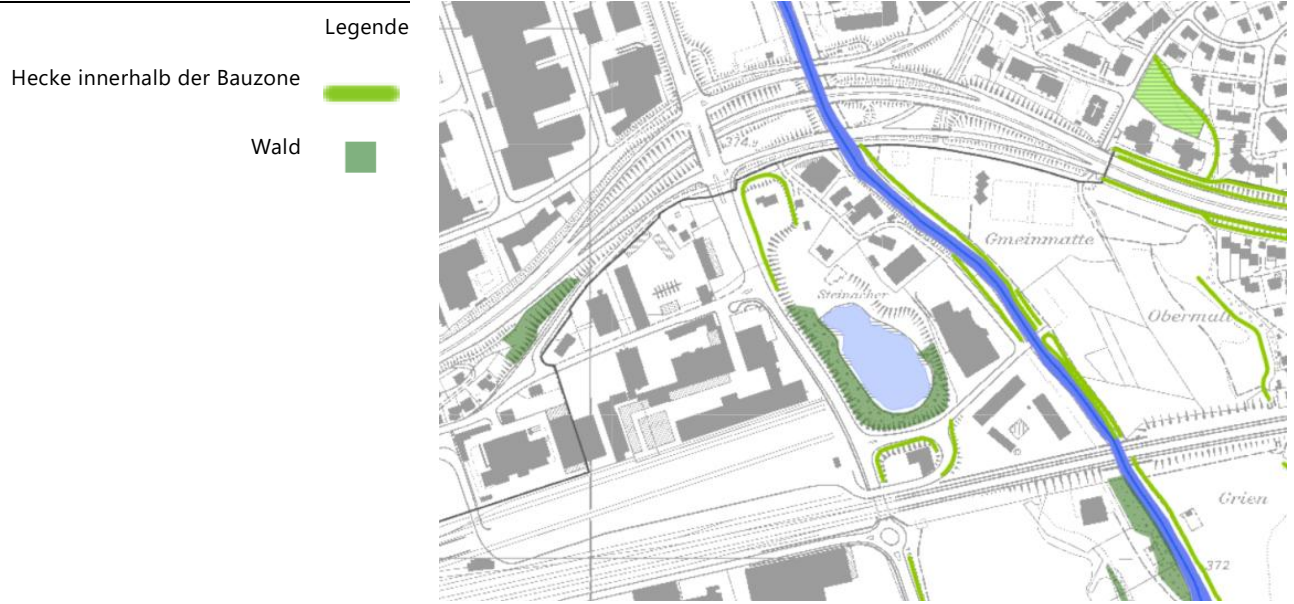 Legende
Hecke innerhalb der Bauzone
Wald
374.9
Gmeinmatte
Steinacher
Obermatt
Grien
372